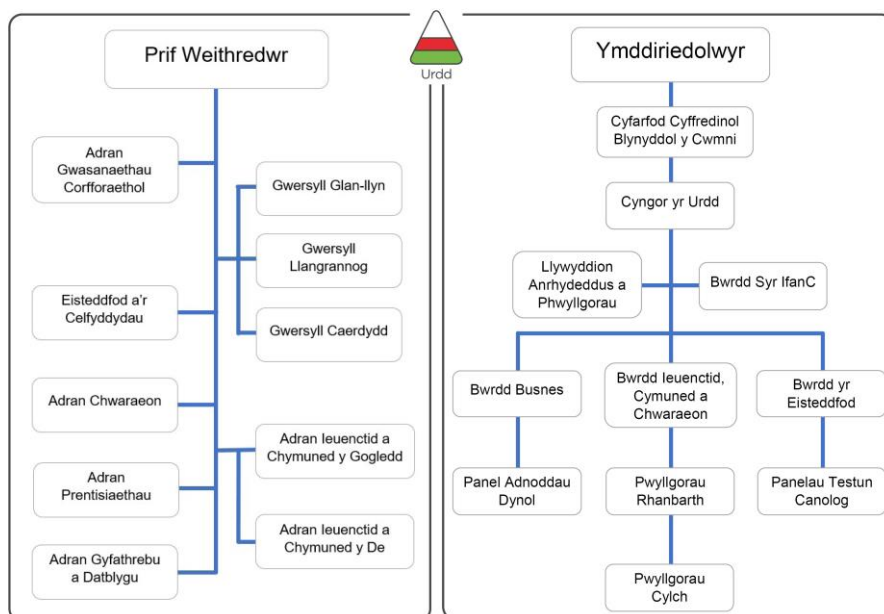 Prif Weithredwr
Adran
Gwasanaethau
Corfforaethol
Gwersyll Glan-llyn
Gwersyll
Llangrannog
Eisteddfod a'r
Celfyddydau
Gwersyll Caerdydd
Adran Chwaraeon
Adran Ieuenctid a
Chymuned y Gogledd
Adran
Prentisiaethau
Adran Ieuenctid a
Chymuned y De
Adran Gyfathrebu
a Datblygu
Urdd
Ymddiriedolwyr
Cyfarfod Cyffredinol
Blynyddol y Cwmni
Cyngor yr Urdd
Llywyddion
Anrhydeddus a
Phwyllgorau
Bwrdd Syr IfanC
Bwrdd Busnes
Bwrdd Ieuenctid,
Cymuned a
Chwaraeon
Bwrdd yr
Eisteddfod
Panel Adnoddau
Dynol
Pwyllgorau
Rhanbarth
Panelau Testun
Canolog
Pwyllgorau
Cylch